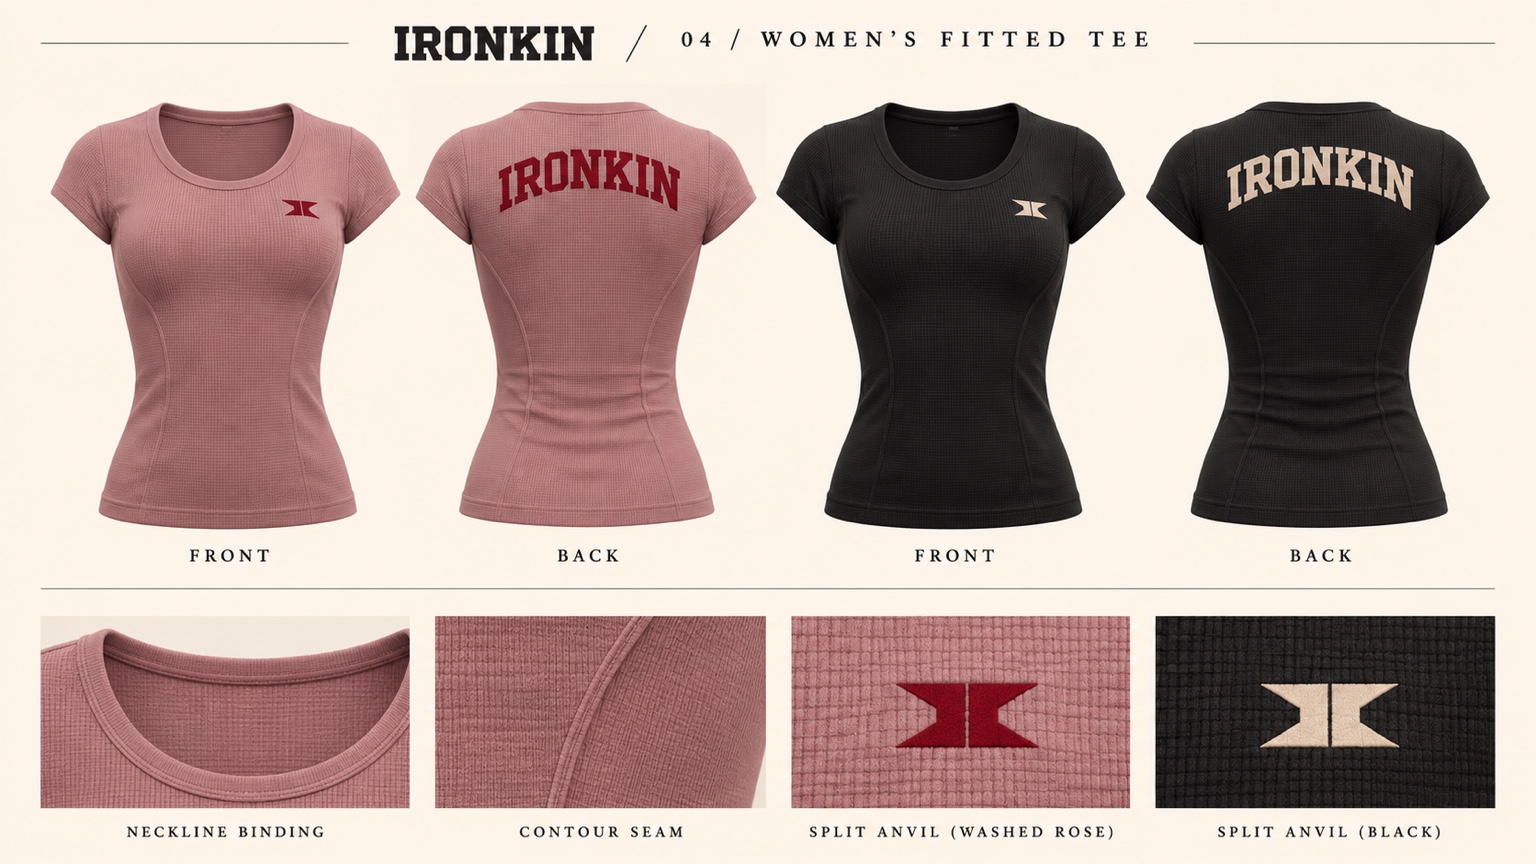 IRONKIN / 04 / WOMEN’S FITTED TEE
IRONKIN
IRONKIN
FRONT
BACK
FRONT
BACK
NECKLINE BINDING
CONTOUR SEAM
SPLIT ANVIL (WASHED ROSE)
SPLIT ANVIL (BLACK)